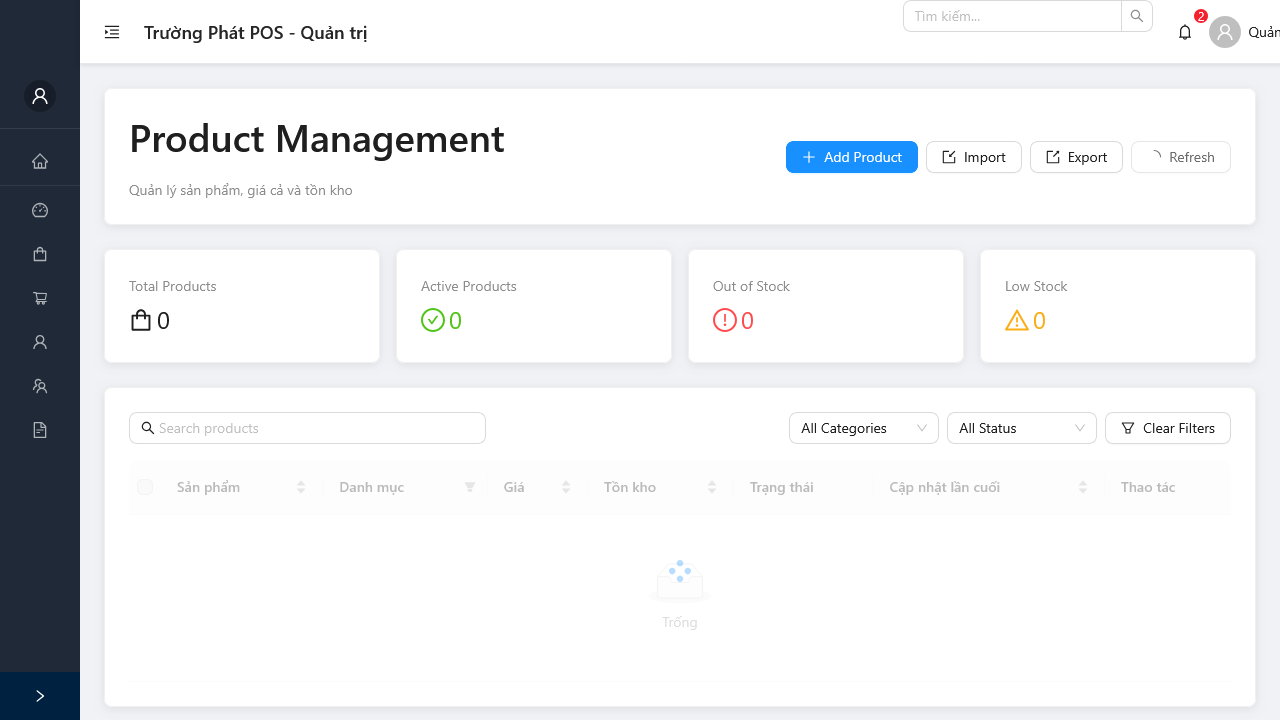 Trường Phát POS - Quản trị
Tìm kiếm...
2
Quản
Product Management
Quản lý sản phẩm, giá cả và tồn kho
Add Product
Import
Export
Refresh
Total Products
0
Active Products
0
Out of Stock
0
Low Stock
0
Search products
All Categories
All Status
Clear Filters
Sản phẩm
Danh mục
Giá
Tồn kho
Trạng thái
Cập nhật lần cuối
Thao tác
Trống